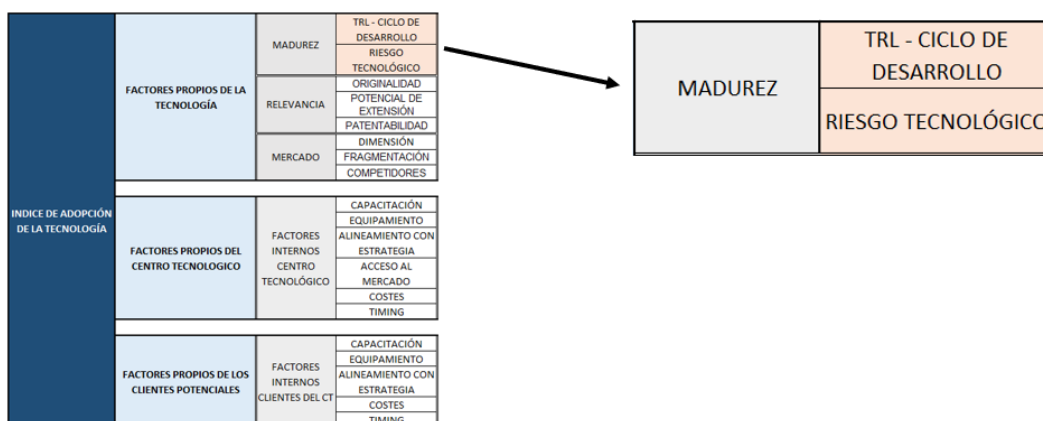 INDICE DE ADOPCIÓN
DE LA TECNOLOGÍA
FACTORES PROPIOS DE LA
TECNOLOGÍA
MADUREZ
TRL - CICLO DE
DESARROLLO
RIESGO
TECNOLÓGICO
RELEVANCIA
ORIGINALIDAD
POTENCIAL DE
EXTENSIÓN
PATENTABILIDAD
MERCADO
DIMENSIÓN
FRAGMENTACIÓN
COMPETIDORES
FACTORES PROPIOS DEL
CENTRO TECNOLOGICO
FACTORES
INTERNOS
CENTRO
TECNOLÓGICO
CAPACITACIÓN
EQUIPAMIENTO
ALINEAMIENTO CON
ESTRATEGIA
ACCESO AL
MERCADO
COSTES
TIMING
FACTORES PROPIOS DE LOS
CLIENTES POTENCIALES
FACTORES
INTERNOS
CLIENTES DEL CT
CAPACITACIÓN
EQUIPAMIENTO
ALINEAMIENTO CON
ESTRATEGIA
COSTES
TIMING
MADUREZ
TRL - CICLO DE
DESARROLLO
RIESGO TECNOLÓGICO